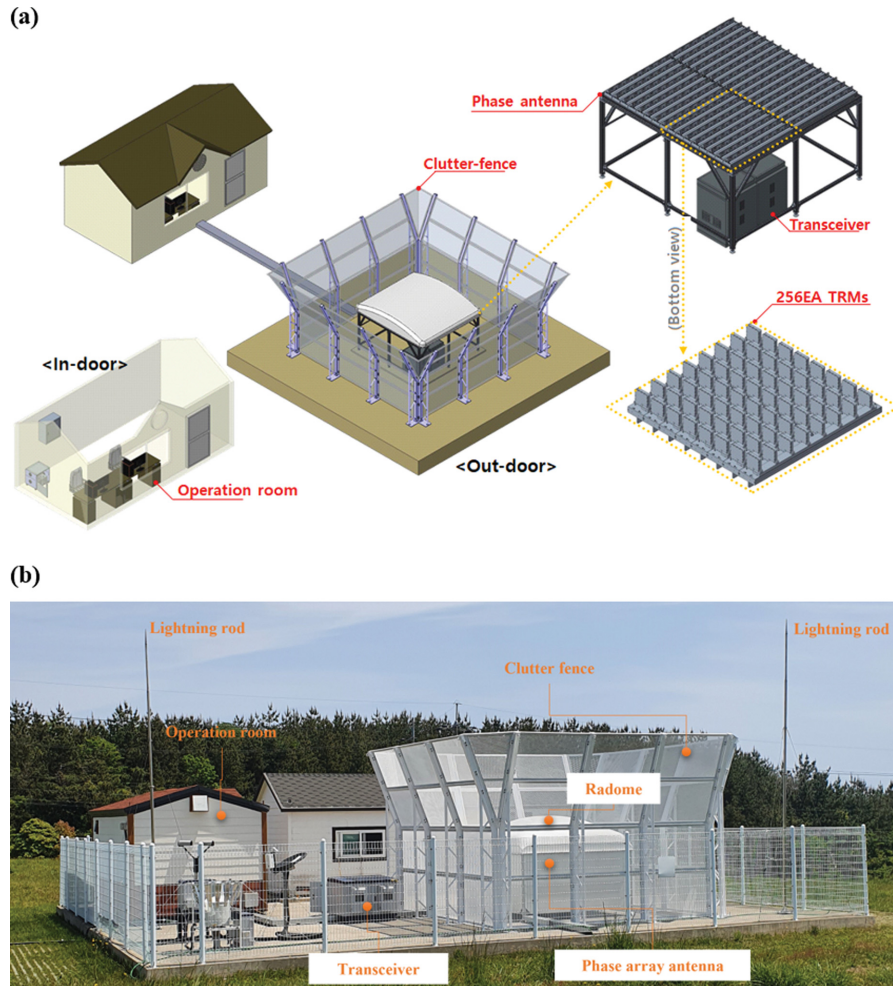 (a)
Phase antenna
Clutter-fence
Transceiver
(Bottom view)
256EA TRMs
<In-door>
<Out-door>
Operation room
(b)
Lightning rod
Lightning rod
Clutter fence
Operation room
Radome
Transceiver
Phase array antenna